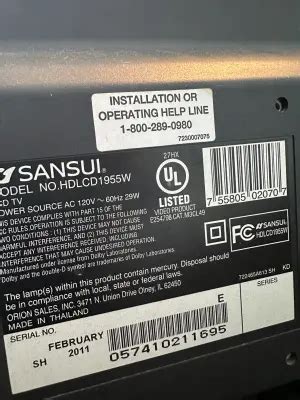 INSTALLATION OR
OPERATING HELP LINE
1-800-289-0980
7230007075
SANSUI
MODEL NO. HDLCD1955W
LCD TV
POWER SOURCE AC 120V ~ 60Hz 29W
THIS DEVICE COMPLIES WITH PART 15 OF THE
FCC RULES OPERATION IS SUBJECT TO THE FOLLOWING
TWO CONDITIONS: (1) THIS DEVICE MAY NOT CAUSE
HARMFUL INTERFERENCE, AND (2) THIS DEVICE MUST
ACCEPT ANY INTERFERENCE RECEIVED, INCLUDING
INTERFERENCE THAT MAY CAUSE UNDESIRED OPERATION.
Manufactured under license from Dolby Laboratories.
Dolby and the double-D symbol are trademarks of Dolby Laboratories.
27HX
UL
LISTED
VIDEO PRODUCT
E254786 CAT. M3CL49
7 55805 02070 7
FC
SANSUI
HDLCD1955W
The lamp(s) within this product contain mercury. Disposal should
be in compliance with local, state or federal laws.
ORION SALES, INC. 3471 N. Union Drive Olney, IL 62450
MADE IN THAILAND
KD
SERIES
SERIAL NO.
SH
FEBRUARY
2011
E
057410211695